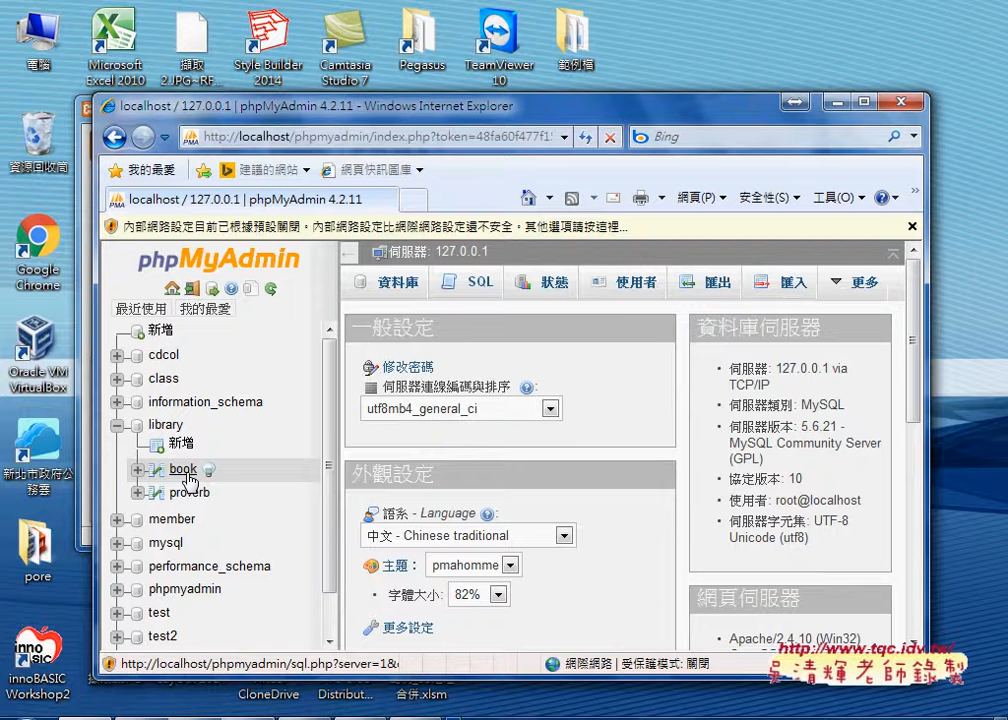 電腦
Microsoft Excel 2010
擷取 2.JPG~RF...
Style Builder 2014
Camtasia Studio 7
Pegasus
TeamViewer 10
範例檔
資源回收筒
Google Chrome
Oracle VM VirtualBox
新北市政府公務雲
pore
innoBASIC Workshop2
localhost / 127.0.0.1 | phpMyAdmin 4.2.11 - Windows Internet Explorer
http://localhost/phpmyadmin/index.php?token=48fa60f477f1
Bing
我的最愛
建議的網站
網頁快訊圖庫
localhost / 127.0.0.1 | phpMyAdmin 4.2.11
網頁(P)
安全性(S)
工具(O)
內部網路設定目前已根據預設關閉。內部網路設定比網際網路設定還不安全。其他選項請按這裡...
phpMyAdmin
最近使用
我的最愛
新增
cdcol
class
information_schema
library
新增
book
proverb
member
mysql
performance_schema
phpmyadmin
test
test2
伺服器: 127.0.0.1
資料庫
SQL
狀態
使用者
匯出
匯入
更多
一般設定
修改密碼
伺服器連線編碼與排序
utf8mb4_general_ci
外觀設定
語系 - Language
中文 - Chinese traditional
主題:
pmahomme
字體大小:
82%
更多設定
資料庫伺服器
伺服器: 127.0.0.1 via TCP/IP
伺服器類別: MySQL
伺服器版本: 5.6.21 - MySQL Community Server (GPL)
協定版本: 10
使用者: root@localhost
伺服器字元集: UTF-8 Unicode (utf8)
網頁伺服器
Apache/2.4.10 (Win32)
http://localhost/phpmyadmin/sql.php?server=1&
網際網路 | 受保護模式: 關閉
CloneDrive
Distribut...
合併.xlsm
http://www.tqc.idv.tw
吳清輝老師錄製